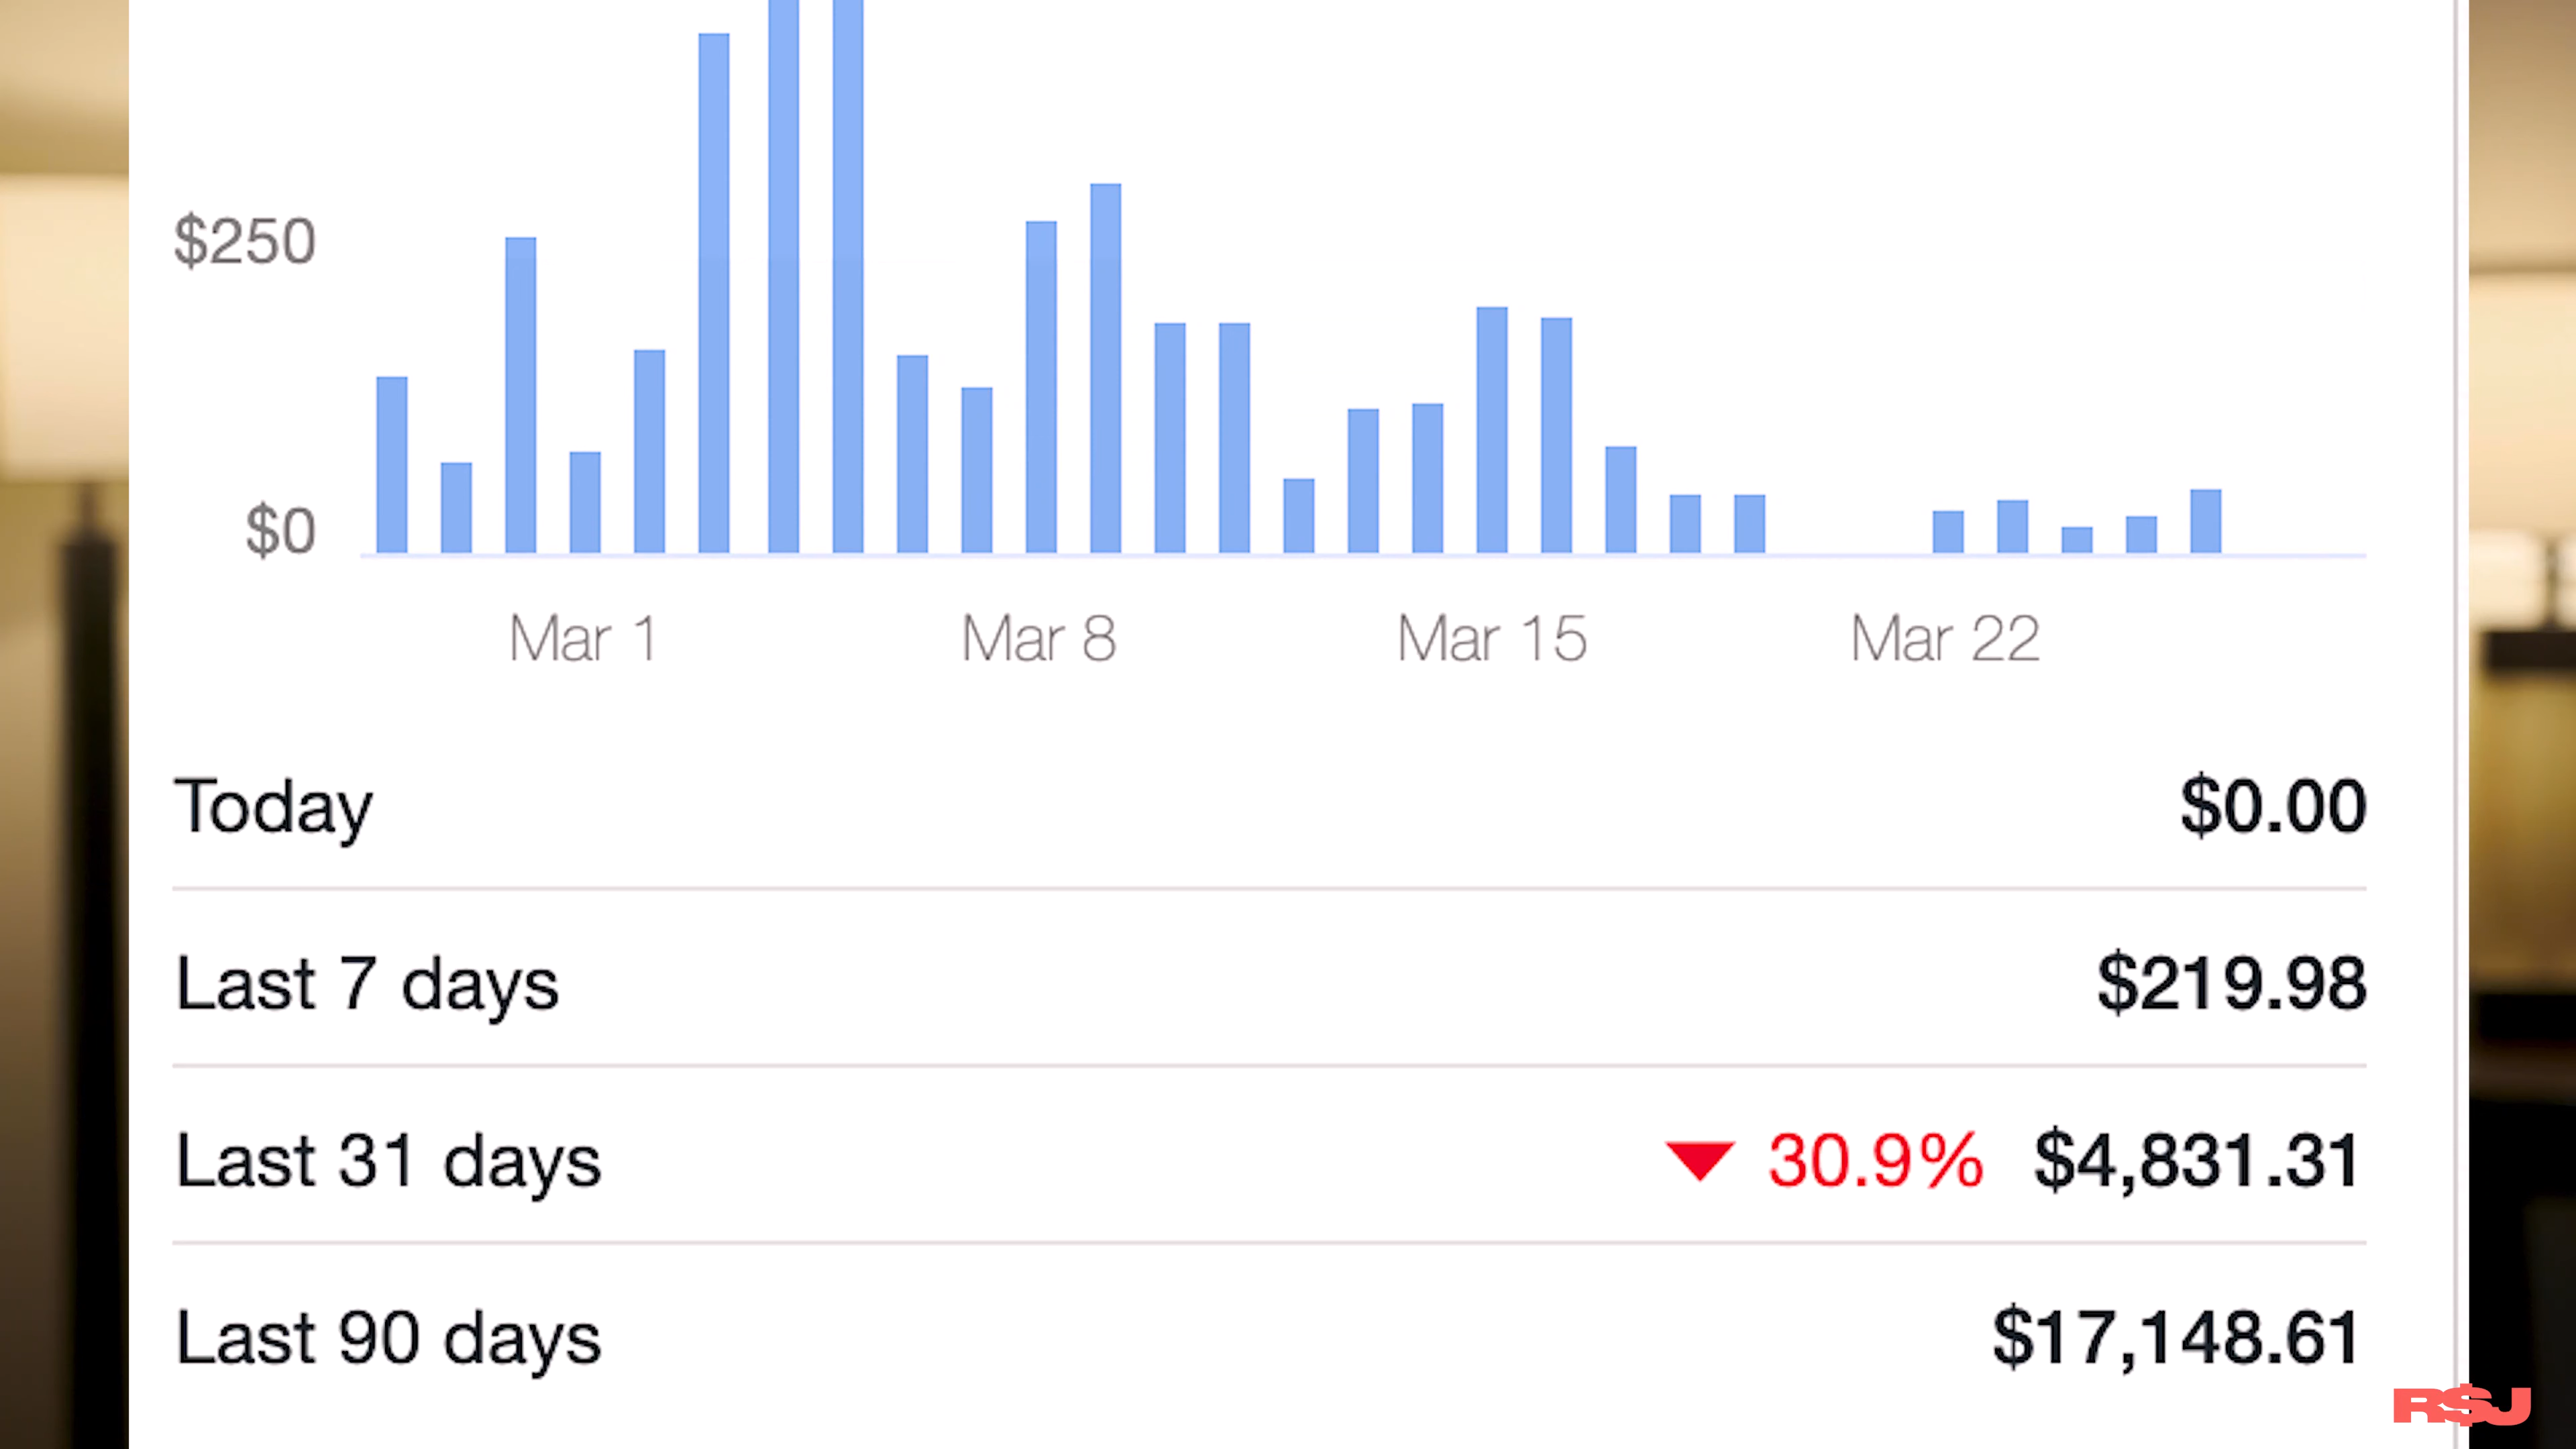 $250
$0
Mar 1 Mar 8 Mar 15 Mar 22
Today $0.00
Last 7 days $219.98
Last 31 days 30.9% $4,831.31
Last 90 days $17,148.61
R$J